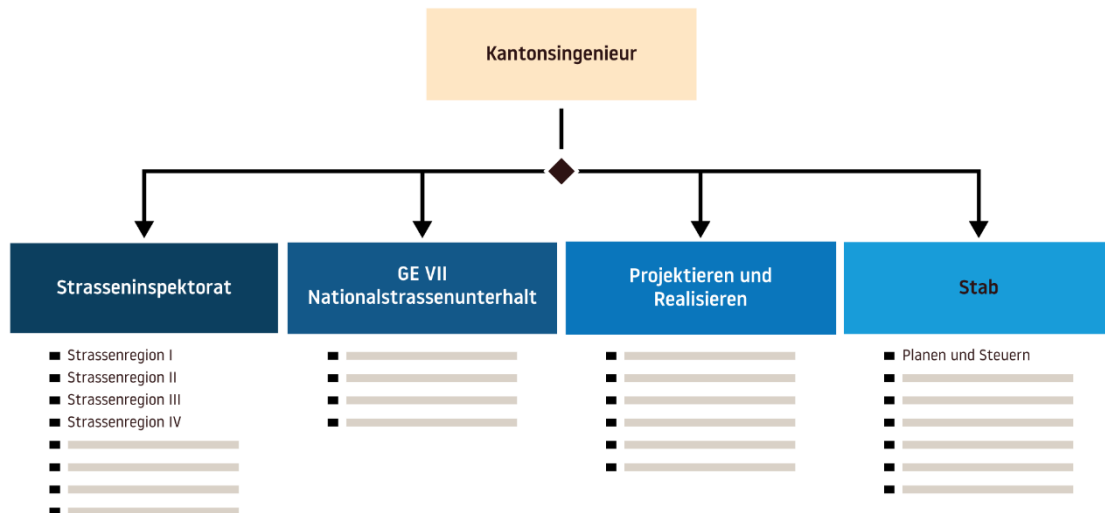 Kantonsingenieur
Strasseninspektorat
GE VII
Nationalstrassenunterhalt
Projektieren und
Realisieren
Stab
Strassenregion I
Strassenregion II
Strassenregion III
Strassenregion IV
Planen und Steuern